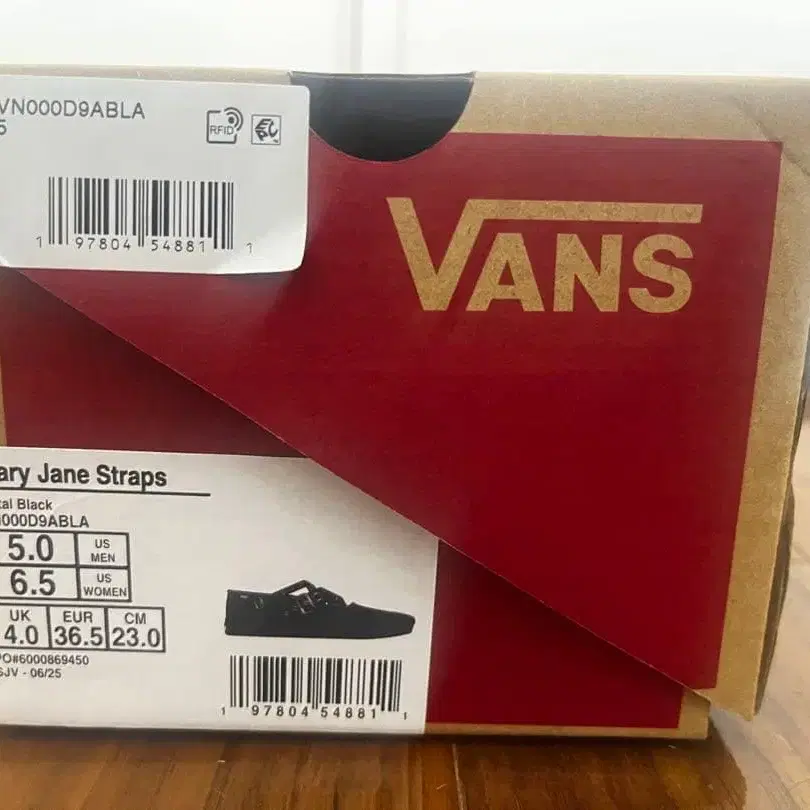 VN000D9ABLA
5
RFID
1 97804 54881 1
VANS
ary Jane Straps
tal Black
000D9ABLA
5.0 US MEN
6.5 US WOMEN
UK EUR CM
4.0 36.5 23.0
PO#6000869450
SJV - 06/25
1 97804 54881 1